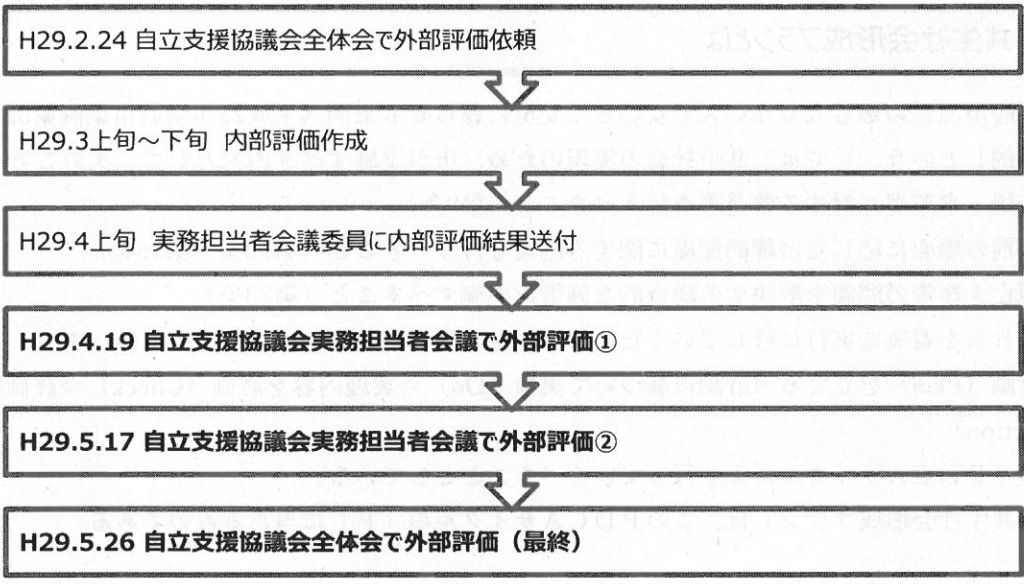 H29.2.24 自立支援協議会全体会で外部評価依頼
H29.3上旬～下旬 内部評価作成
H29.4上旬 実務担当者会議委員に内部評価結果送付
H29.4.19 自立支援協議会実務担当者会議で外部評価①
H29.5.17 自立支援協議会実務担当者会議で外部評価②
H29.5.26 自立支援協議会全体会で外部評価（最終）